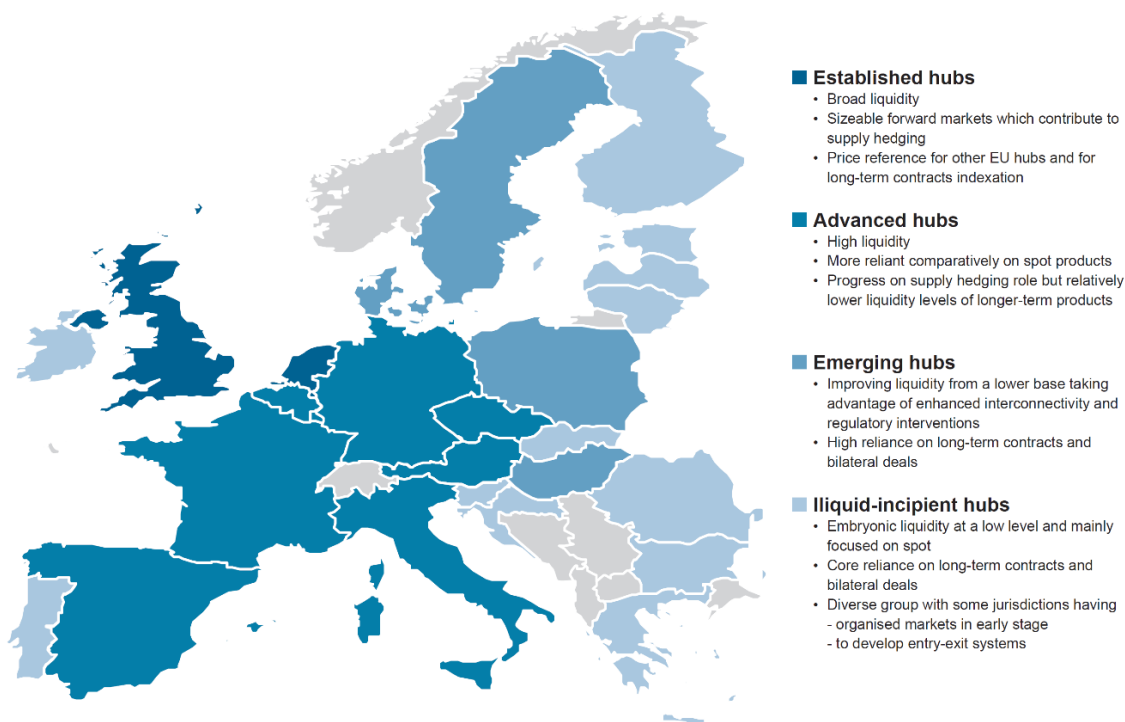 Established hubs
• Broad liquidity
• Sizeable forward markets which contribute to
supply hedging
• Price reference for other EU hubs and for
long-term contracts indexation
Advanced hubs
• High liquidity
• More reliant comparatively on spot products
• Progress on supply hedging role but relatively
lower liquidity levels of longer-term products
Emerging hubs
• Improving liquidity from a lower base taking
advantage of enhanced interconnectivity and
regulatory interventions
• High reliance on long-term contracts and
bilateral deals
Iliquid-incipient hubs
• Embryonic liquidity at a low level and mainly
focused on spot
• Core reliance on long-term contracts and
bilateral deals
• Diverse group with some jurisdictions having
- organised markets in early stage
- to develop entry-exit systems